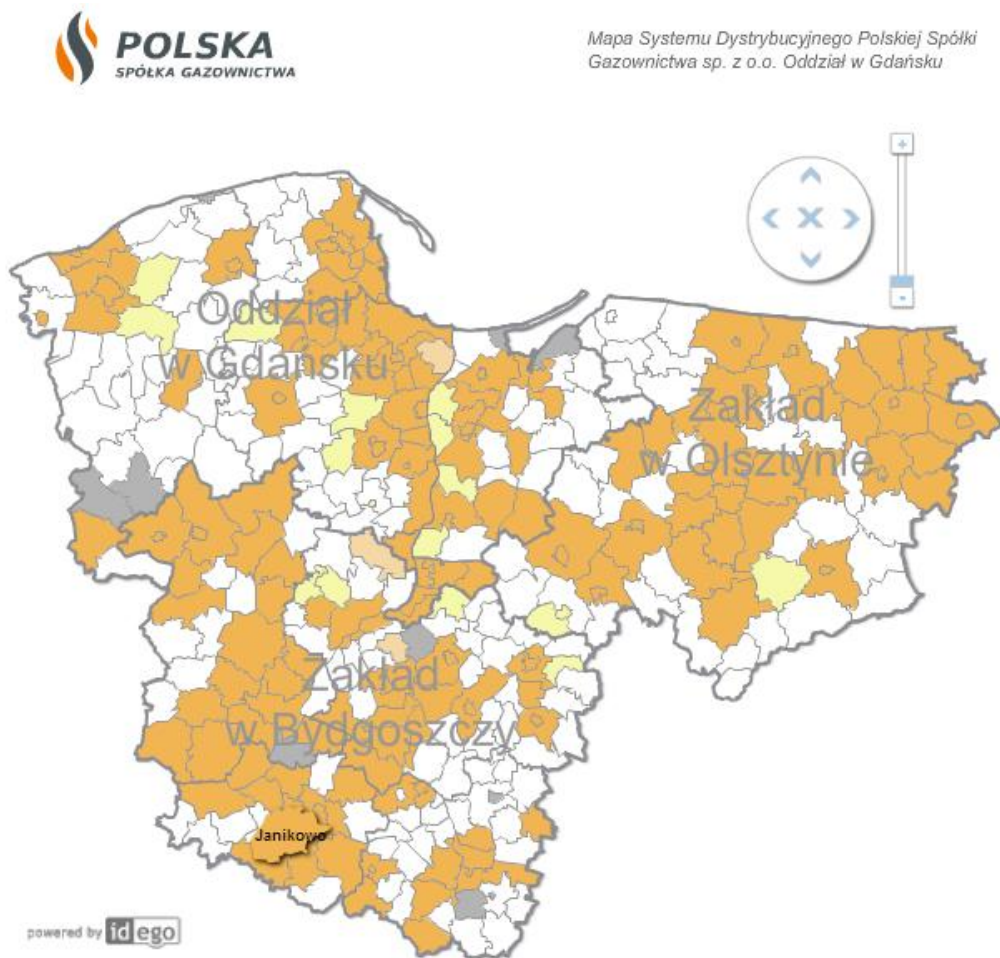 POLSKA
SPÓŁKA GAZOWNICTWA
Mapa Systemu Dystrybucyjnego Polskiej Spółki
Gazownictwa sp. z o.o. Oddział w Gdańsku
+
-
Oddział
w Gdańsku
Zakład
w Olsztynie
Zakład
w Bydgoszczy
Janikowo
powered by idego